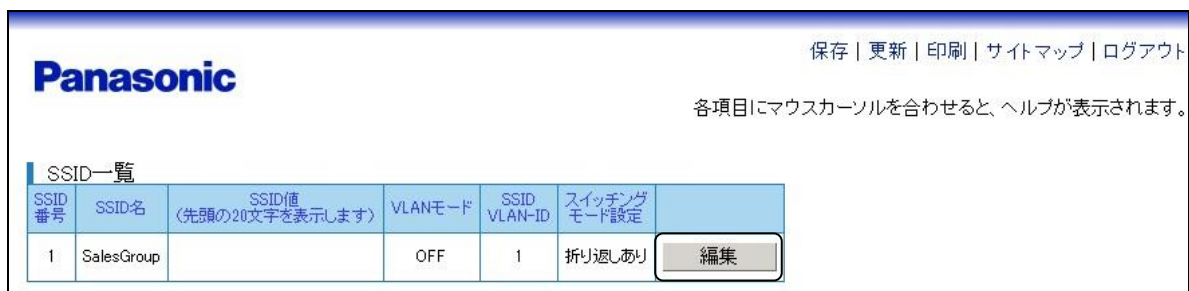 保存 | 更新 | 印刷 | サイトマップ | ログアウト
Panasonic
各項目にマウスカーソルを合わせると、ヘルプが表示されます。
SSID一覧
SSID番号 SSID名 SSID値(先頭の20文字を表示します) VLANモード SSID VLAN-ID スイッチングモード設定
1 SalesGroup OFF 1 折り返しあり 編集